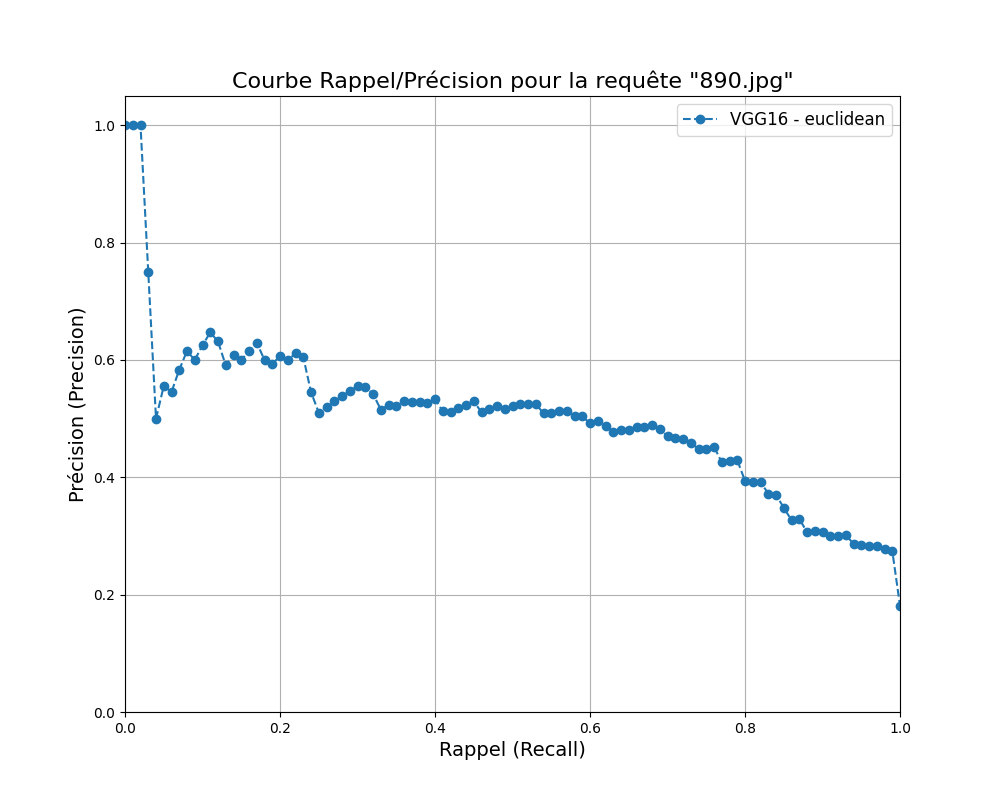 Courbe Rappel/Précision pour la requête "890.jpg"
VGG16 - euclidean
Précision (Precision)
1.0
0.8
0.6
0.4
0.2
0.0
0.0 0.2 0.4 0.6 0.8 1.0
Rappel (Recall)